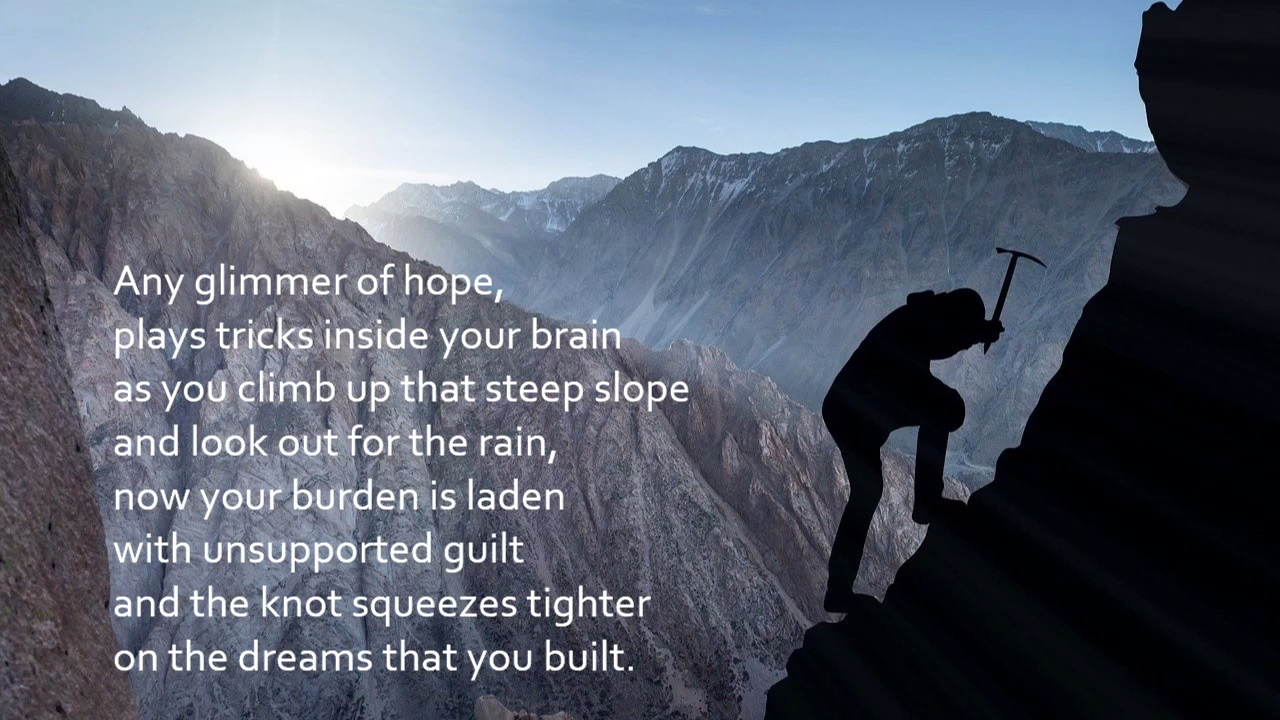 Any glimmer of hope,
plays tricks inside your brain
as you climb up that steep slope
and look out for the rain,
now your burden is laden
with unsupported guilt
and the knot squeezes tighter
on the dreams that you built.